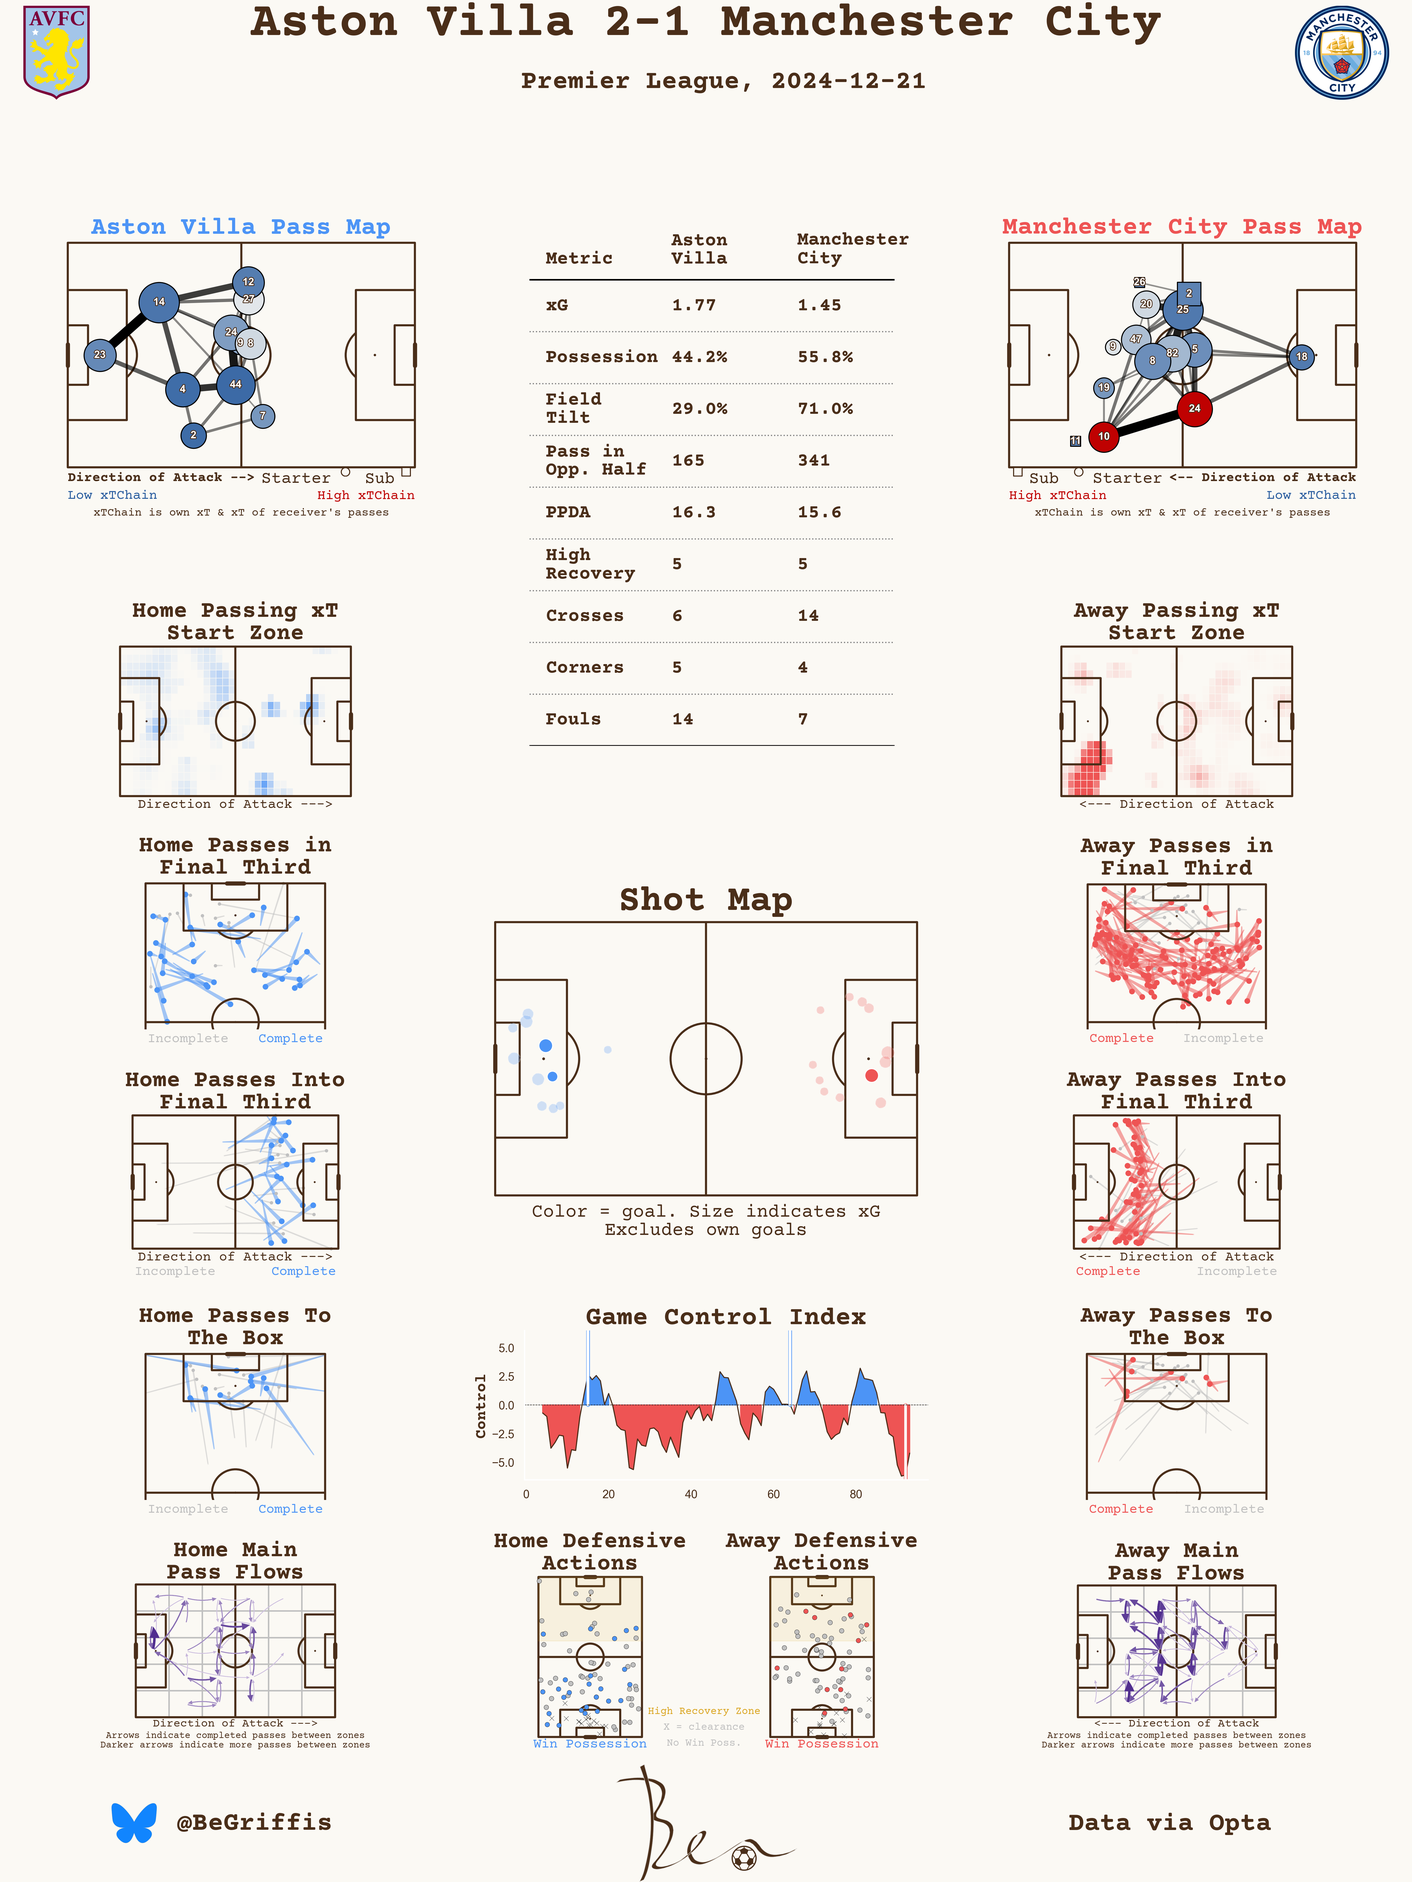 AVFC
Aston Villa 2-1 Manchester City
MANCHESTER
18 94
CITY
Premier League, 2024-12-21
Aston Villa Pass Map
12
14
27
24
9 8
23
4
44
7
2
Direction of Attack --> Starter Sub
Low xTChain High xTChain
xTChain is own xT & xT of receiver's passes
Metric Aston Villa Manchester City
xG 1.77 1.45
Possession 44.2% 55.8%
Field Tilt 29.0% 71.0%
Pass in Opp. Half 165 341
PPDA 16.3 15.6
High Recovery 5 5
Crosses 6 14
Corners 5 4
Fouls 14 7
Manchester City Pass Map
26
2
20
25
47
9
82
5
8
18
19
24
10
11
Sub Starter <-- Direction of Attack
High xTChain Low xTChain
xTChain is own xT & xT of receiver's passes
Home Passing xT
Start Zone
Direction of Attack --->
Away Passing xT
Start Zone
<--- Direction of Attack
Home Passes in
Final Third
Incomplete Complete
Away Passes in
Final Third
Complete Incomplete
Shot Map
Color = goal. Size indicates xG
Excludes own goals
Home Passes Into
Final Third
Direction of Attack --->
Incomplete Complete
Away Passes Into
Final Third
<--- Direction of Attack
Complete Incomplete
Home Passes To
The Box
Incomplete Complete
Game Control Index
Control
5.0
2.5
0.0
−2.5
−5.0
0 20 40 60 80
Away Passes To
The Box
Complete Incomplete
Home Main
Pass Flows
Direction of Attack --->
Arrows indicate completed passes between zones
Darker arrows indicate more passes between zones
Home Defensive
Actions
Win Possession
High Recovery Zone
X = clearance
No Win Poss.
Away Defensive
Actions
Win Possession
Away Main
Pass Flows
<--- Direction of Attack
Arrows indicate completed passes between zones
Darker arrows indicate more passes between zones
@BeGriffis
Ben
Data via Opta